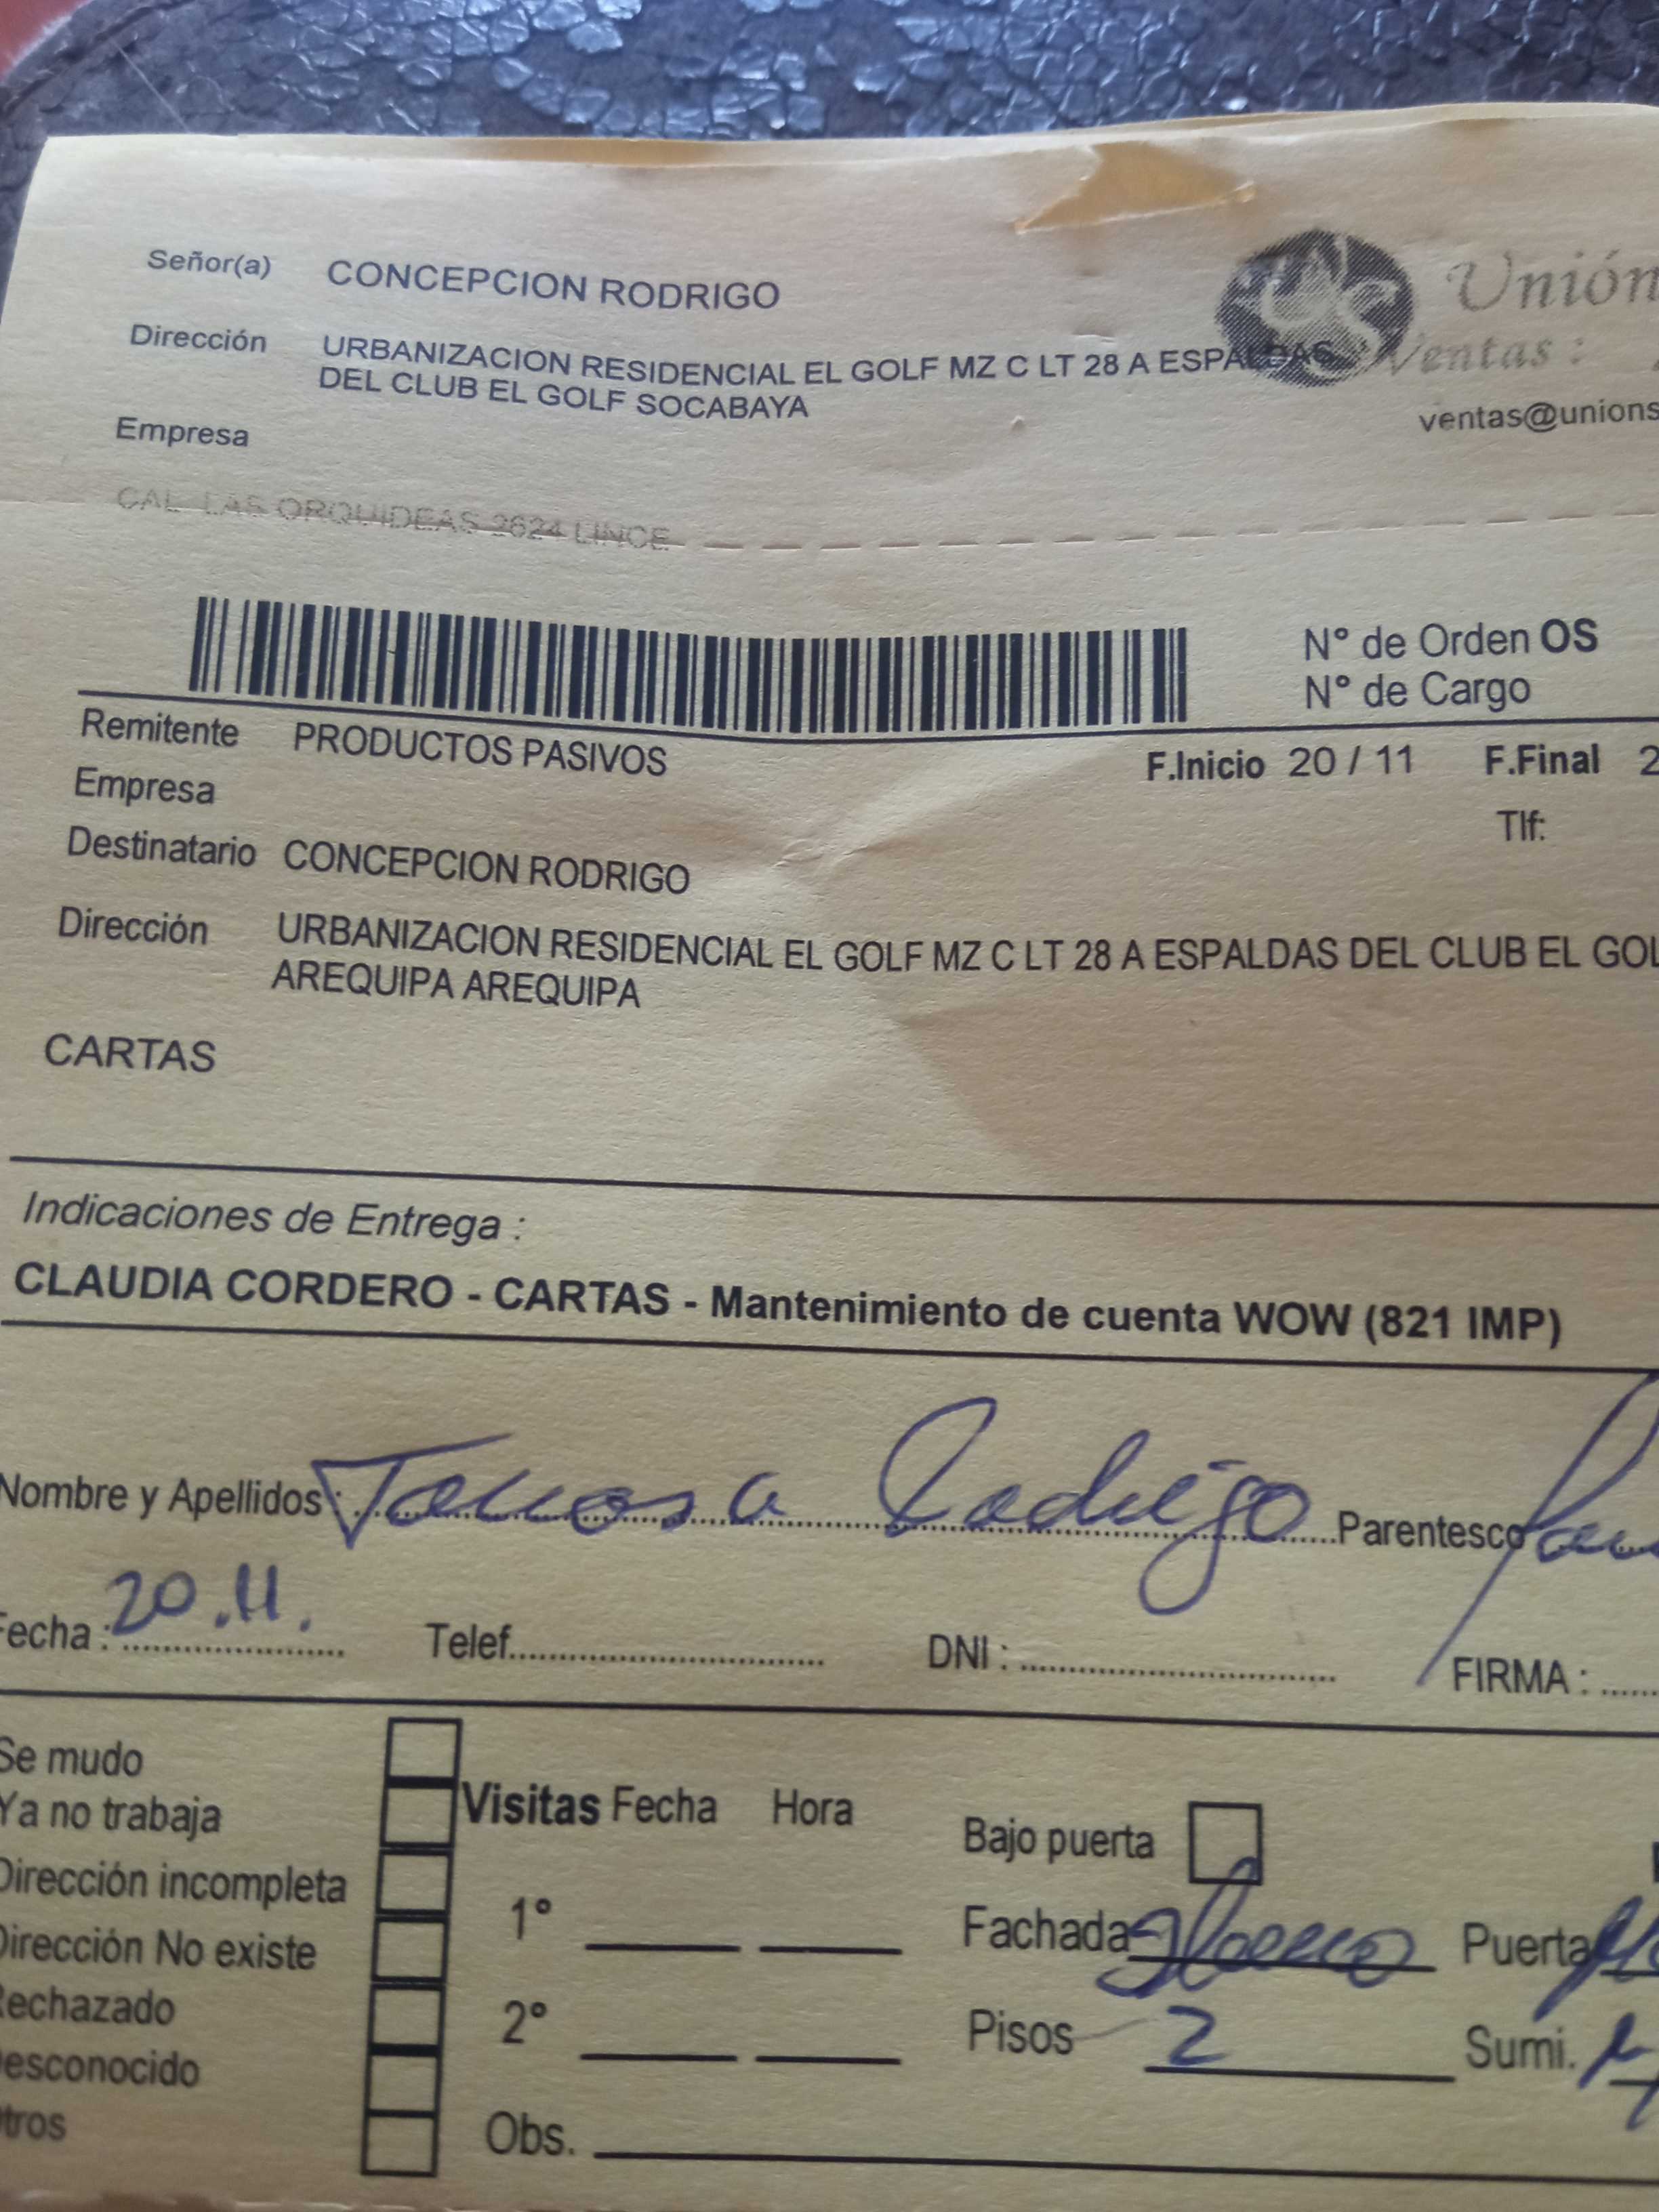 Señor(a) CONCEPCION RODRIGO
Unión
Dirección URBANIZACION RESIDENCIAL EL GOLF MZ C LT 28 A ESPALDAS
Ventas :
DEL CLUB EL GOLF SOCABAYA
ventas@unions
Empresa
CAL LAS ORQUIDEAS 2624 LINCE
N° de Orden OS
N° de Cargo
Remitente PRODUCTOS PASIVOS
F.Inicio 20 / 11 F.Final 2
Empresa
Tlf:
Destinatario CONCEPCION RODRIGO
Dirección URBANIZACION RESIDENCIAL EL GOLF MZ C LT 28 A ESPALDAS DEL CLUB EL GOL
AREQUIPA AREQUIPA
CARTAS
Indicaciones de Entrega :
CLAUDIA CORDERO - CARTAS - Mantenimiento de cuenta WOW (821 IMP)
Nombre y Apellidos: Rodrigo Parentesco
Fecha : 20.11. Telef. DNI : FIRMA :
Se mudo
Ya no trabaja
Visitas Fecha Hora
Bajo puerta
Dirección incompleta
1°
Fachada Puerta
Dirección No existe
Rechazado
2°
Pisos 2 Sumi.
esconocido
tros
Obs.